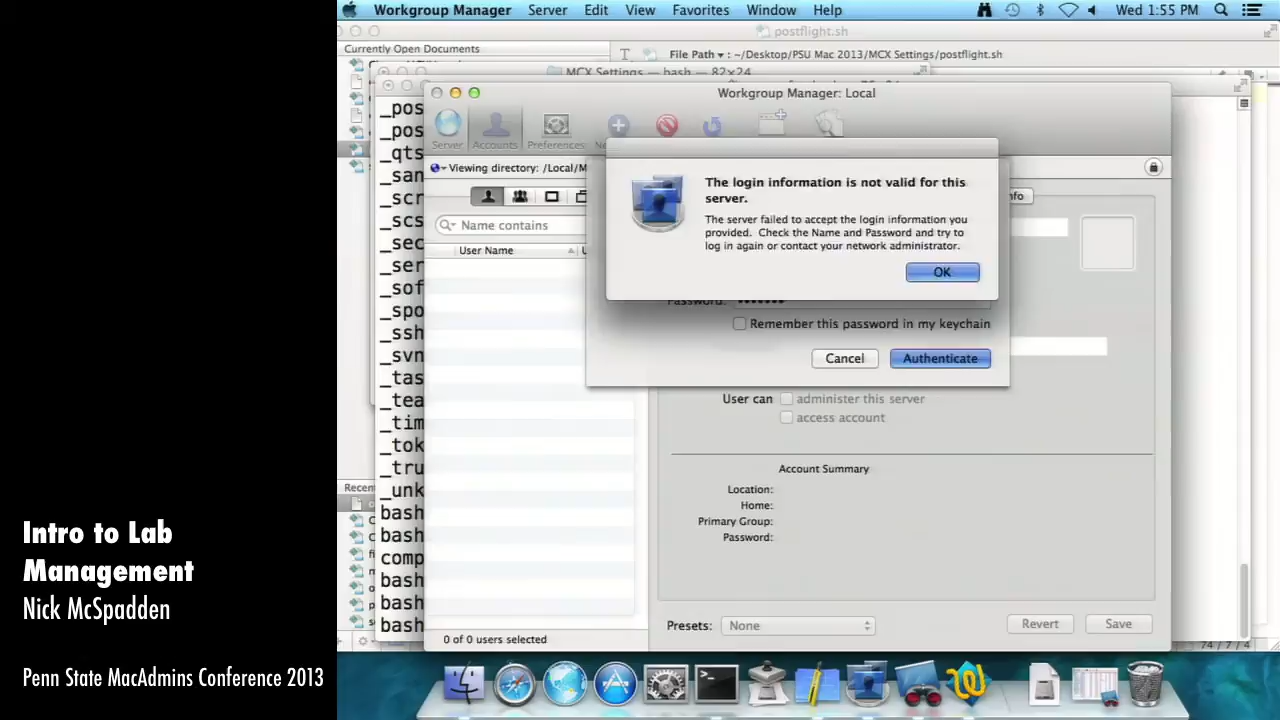 Workgroup Manager Server Edit View Favorites Window Help Wed 1:55 PM
postflight.sh
Currently Open Documents
File Path ▾ : ~/Desktop/PSU Mac 2013/MCX Settings/postflight.sh
MCX Settings — bash — 82×24
Workgroup Manager: Local
Server Accounts Preferences
Viewing directory: /Local/M
Name contains
User Name
The login information is not valid for this
server.
The server failed to accept the login information you
provided. Check the Name and Password and try to
log in again or contact your network administrator.
OK
Password:
Remember this password in my keychain
Cancel Authenticate
User can administer this server
access account
Account Summary
Location:
Home:
Primary Group:
Password:
Presets: None Revert Save
0 of 0 users selected
_pos
_pos
_qts
_san
_scr
_scs
_sec
_ser
_sof
_spo
_ssh
_svn
_tas
_tea
_tim
_tok
_tru
_unk
bash
bash
comp
bash
bash
bash
Recen
Intro to Lab
Management
Nick McSpadden
Penn State MacAdmins Conference 2013